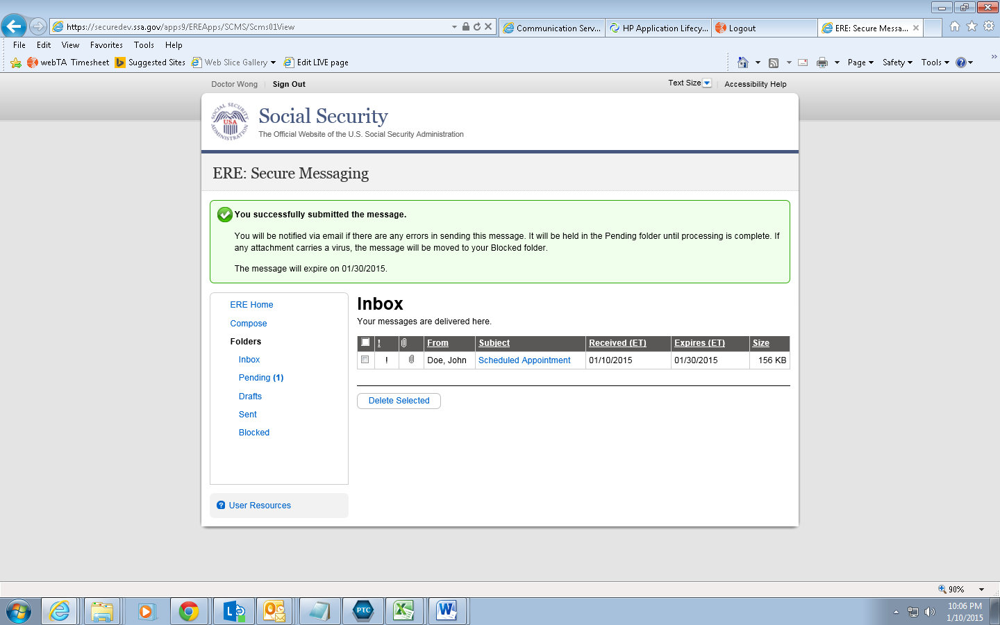 https://securedev.ssa.gov/apps9/EREApps/SCMS/Scms01View
Communication Serv...
HP Application Lifecy...
Logout
ERE: Secure Messa...
File Edit View Favorites Tools Help
webTA Timesheet Suggested Sites Web Slice Gallery Edit LIVE page
Page Safety Tools
Doctor Wong Sign Out
Text Size Accessibility Help
SOCIAL SECURITY ADMINISTRATION
USA
Social Security
The Official Website of the U.S. Social Security Administration
ERE: Secure Messaging
You successfully submitted the message.
You will be notified via email if there are any errors in sending this message. It will be held in the Pending folder until processing is complete. If
any attachment carries a virus, the message will be moved to your Blocked folder.
The message will expire on 01/30/2015.
ERE Home
Compose
Folders
Inbox
Pending (1)
Drafts
Sent
Blocked
User Resources
Inbox
Your messages are delivered here.
! From Subject Received (ET) Expires (ET) Size
! Doe, John Scheduled Appointment 01/10/2015 01/30/2015 156 KB
Delete Selected
90%
PTC
10:06 PM
1/10/2015